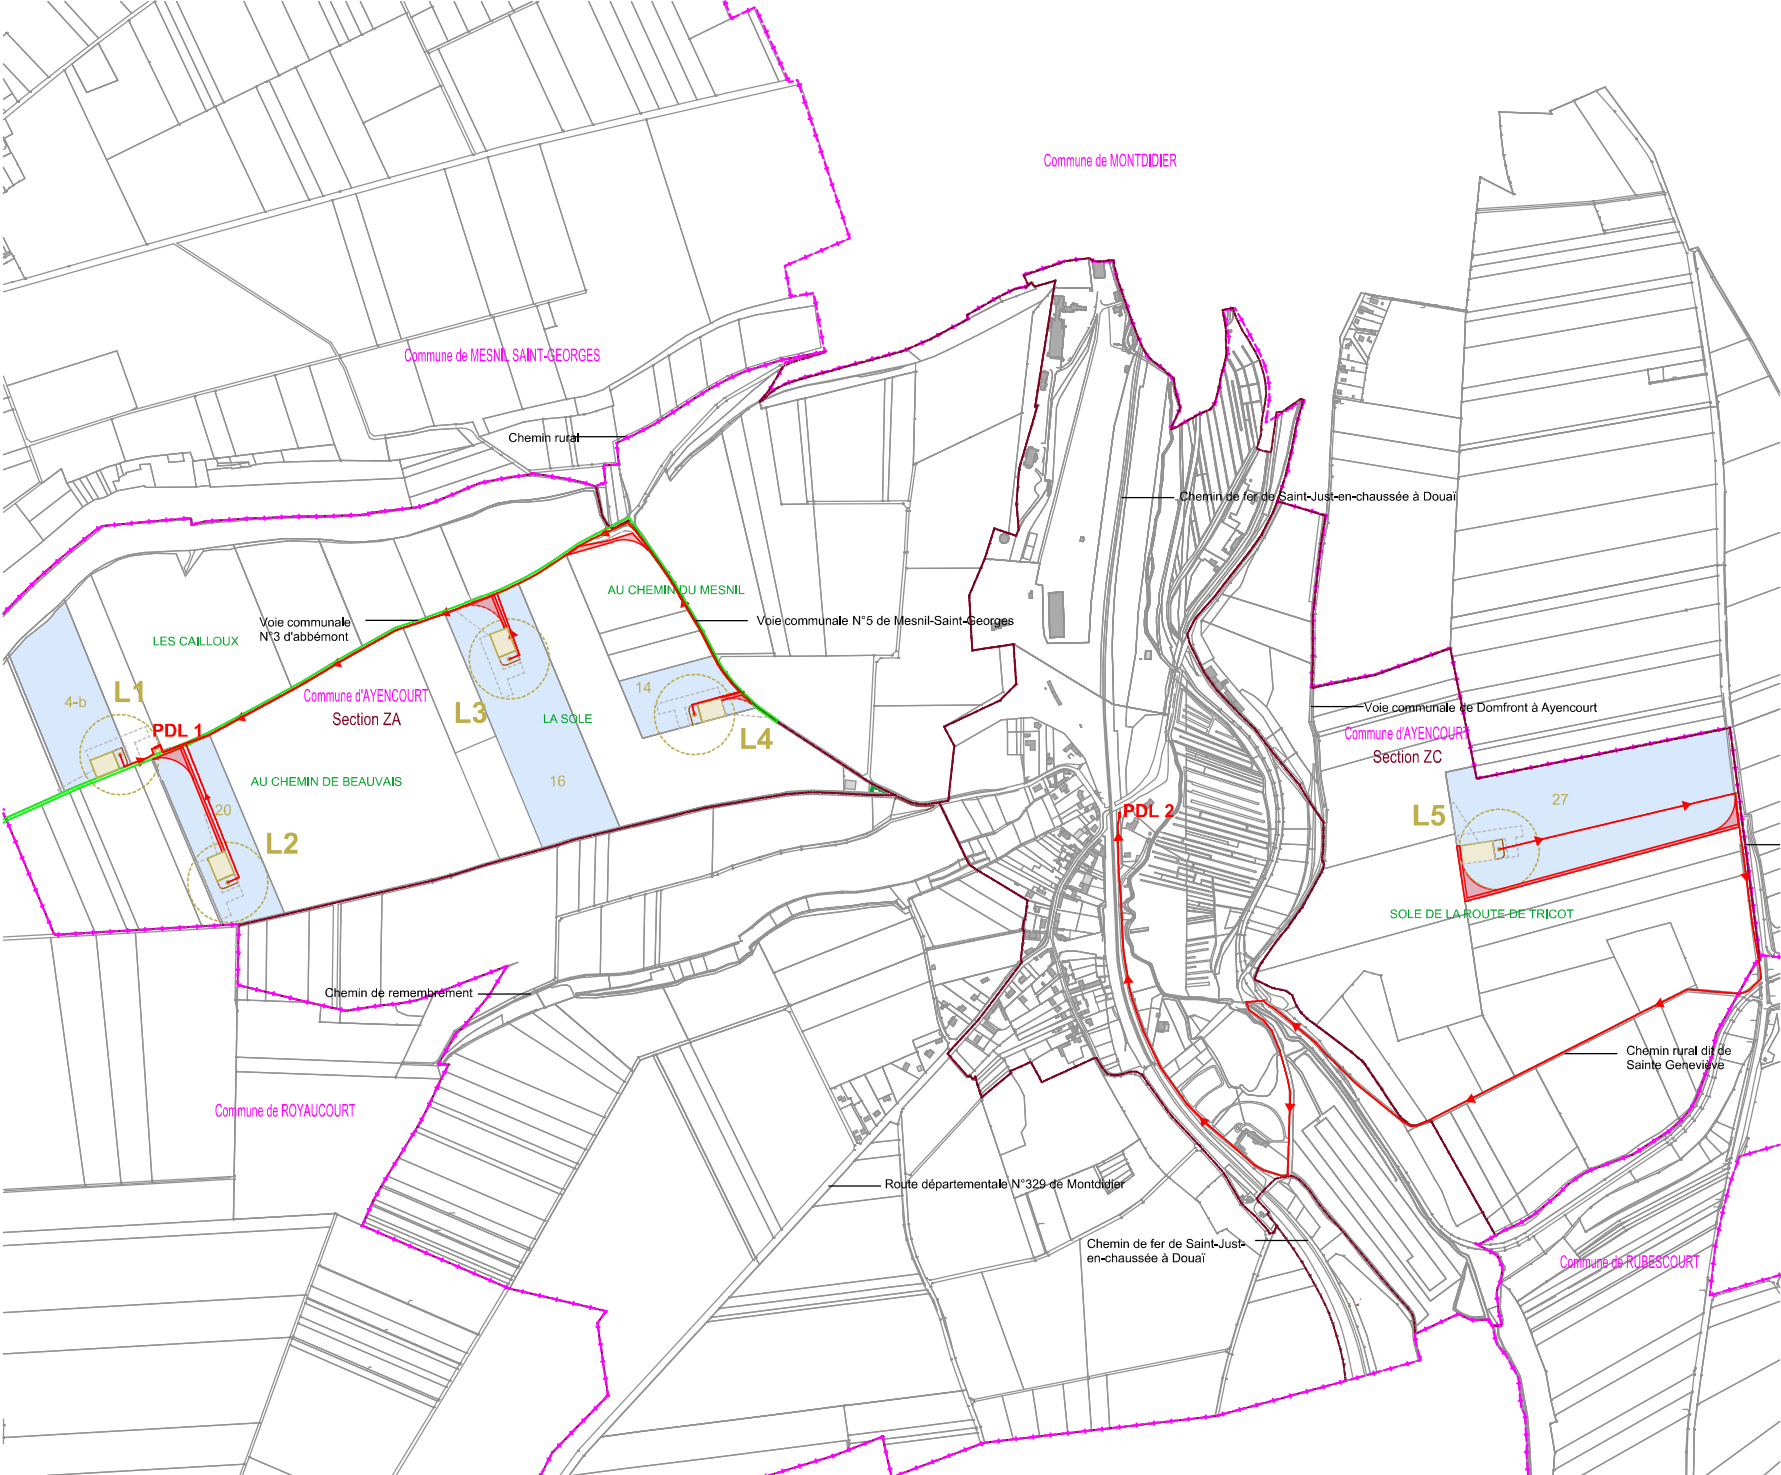 Commune de MONTDIDIER
Commune de MESNIL SAINT-GEORGES
Chemin rural
Chemin de fer de Saint-Just-en-chaussée à Douaï
AU CHEMIN DU MESNIL
Voie communale
N°3 d'abbémont
Voie communale N°5 de Mesnil-Saint-Georges
LES CAILLOUX
Commune d'AYENCOURT
Section ZA
4-b
L1
PDL 1
L3
LA SOLE
14
L4
Voie communale de Domfront à Ayencourt
Commune d'AYENCOURT
Section ZC
AU CHEMIN DE BEAUVAIS
16
20
L2
PDL 2
L5
27
SOLE DE LA ROUTE DE TRICOT
Chemin de remembrement
Chemin rural dit de
Sainte Geneviève
Commune de ROYAUCOURT
Route départementale N°329 de Montdidier
Chemin de fer de Saint-Just-
en-chaussée à Douaï
Commune de RUBESCOURT